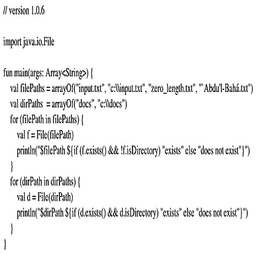 // version 1.0.6
import java.io.File
fun main(args: Array<String>) {
val filePaths = arrayOf("input.txt", "c:\\input.txt", "zero_length.txt", "`Abdu'l-Bahá.txt")
val dirPaths = arrayOf("docs", "c:\\docs")
for (filePath in filePaths) {
val f = File(filePath)
println("$filePath ${if (f.exists() && !f.isDirectory) "exists" else "does not exist"}")
}
for (dirPath in dirPaths) {
val d = File(dirPath)
println("$dirPath ${if (d.exists() && d.isDirectory) "exists" else "does not exist"}")
}
}